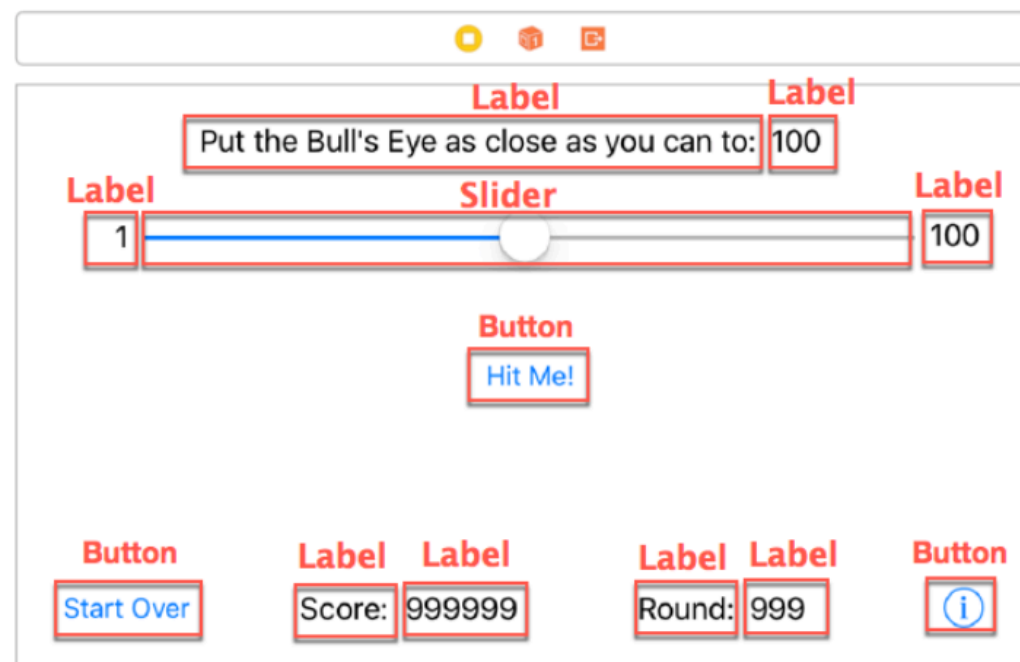 Label Label
Put the Bull's Eye as close as you can to: 100
Label Slider Label
1 100
Button
Hit Me!
Button Label Label Label Label Button
Start Over Score: 999999 Round: 999 i